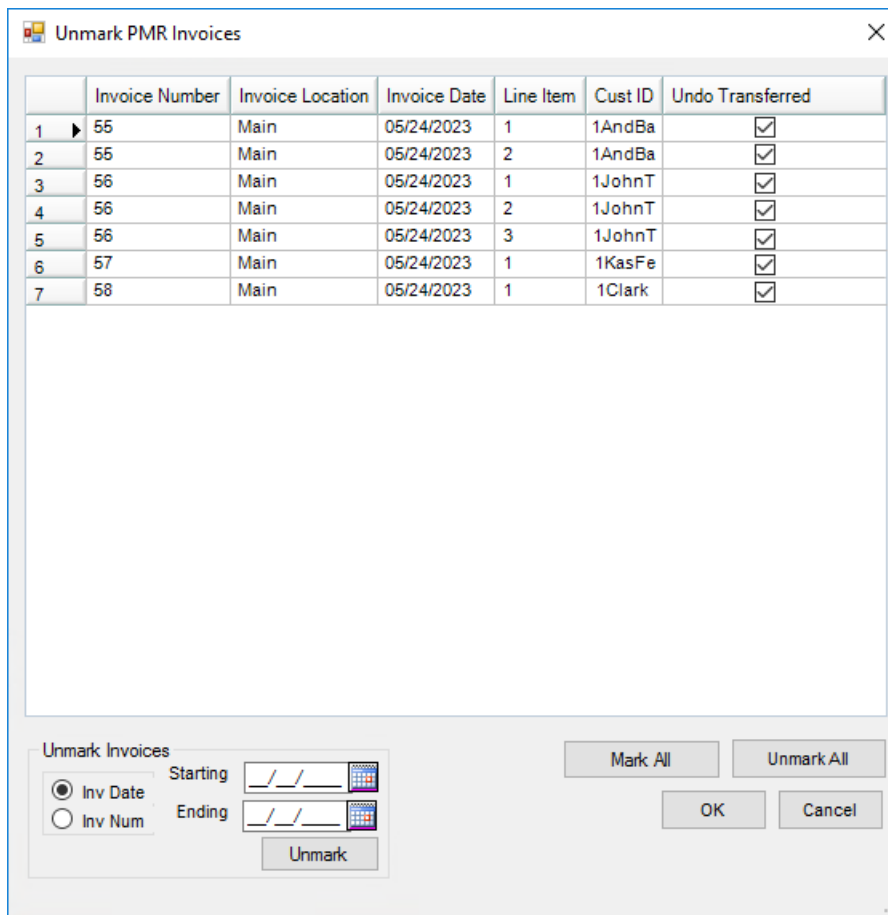 Unmark PMR Invoices
Invoice Number Invoice Location Invoice Date Line Item Cust ID Undo Transferred
1 55 Main 05/24/2023 1 1AndBa
2 55 Main 05/24/2023 2 1AndBa
3 56 Main 05/24/2023 1 1JohnT
4 56 Main 05/24/2023 2 1JohnT
5 56 Main 05/24/2023 3 1JohnT
6 57 Main 05/24/2023 1 1KasFe
7 58 Main 05/24/2023 1 1Clark
Unmark Invoices
Inv Date
Inv Num
Starting __/__/____
Ending __/__/____
Unmark
Mark All Unmark All
OK Cancel